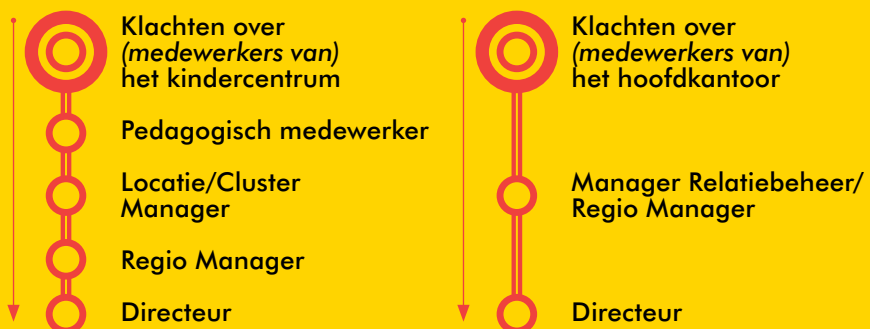 Klachten over
(medewerkers van)
het kindercentrum
Pedagogisch medewerker
Locatie/Cluster
Manager
Regio Manager
Directeur
Klachten over
(medewerkers van)
het hoofdkantoor
Manager Relatiebeheer/
Regio Manager
Directeur